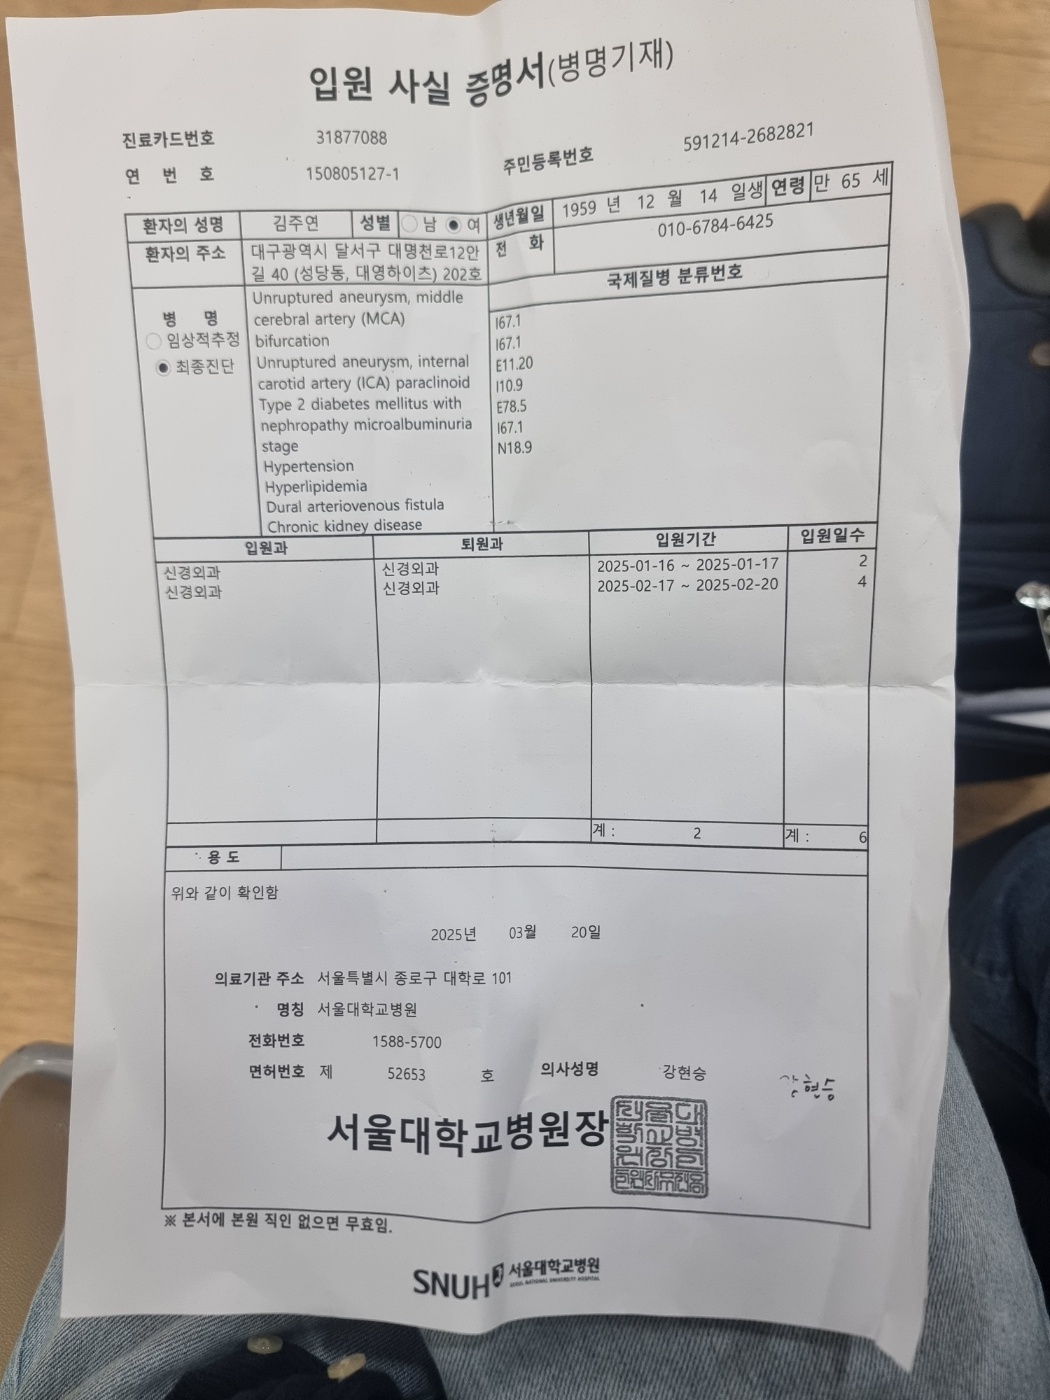 입원 사실 증명서(병명기재)
진료카드번호 31877088
주민등록번호 591214-2682821
연 번 호 150805127-1
환자의 성명 김주연 성별 남 여 생년월일 1959 년 12 월 14 일생 연령 만 65 세
환자의 주소 대구광역시 달서구 대명천로12안
길 40 (성당동, 대영하이츠) 202호
전 화 010-6784-6425
병 명
임상적추정
최종진단
Unruptured aneurysm, middle
cerebral artery (MCA)
bifurcation
Unruptured aneurysm, internal
carotid artery (ICA) paraclinoid
Type 2 diabetes mellitus with
nephropathy microalbuminuria
stage
Hypertension
Hyperlipidemia
Dural arteriovenous fistula
Chronic kidney disease
국제질병 분류번호
I67.1
I67.1
E11.20
I10.9
E78.5
I67.1
N18.9
입원과 퇴원과 입원기간 입원일수
신경외과 신경외과 2025-01-16 ~ 2025-01-17 2
신경외과 신경외과 2025-02-17 ~ 2025-02-20 4
계 : 2 계 : 6
용 도
위와 같이 확인함
2025년 03월 20일
의료기관 주소 서울특별시 종로구 대학로 101
명칭 서울대학교병원
전화번호 1588-5700
면허번호 제 52653 호 의사성명 강현승 강현승
서울대학교병원장
※ 본서에 본원 직인 없으면 무효임.
SNUH 서울대학교병원
SEOUL NATIONAL UNIVERSITY HOSPITAL